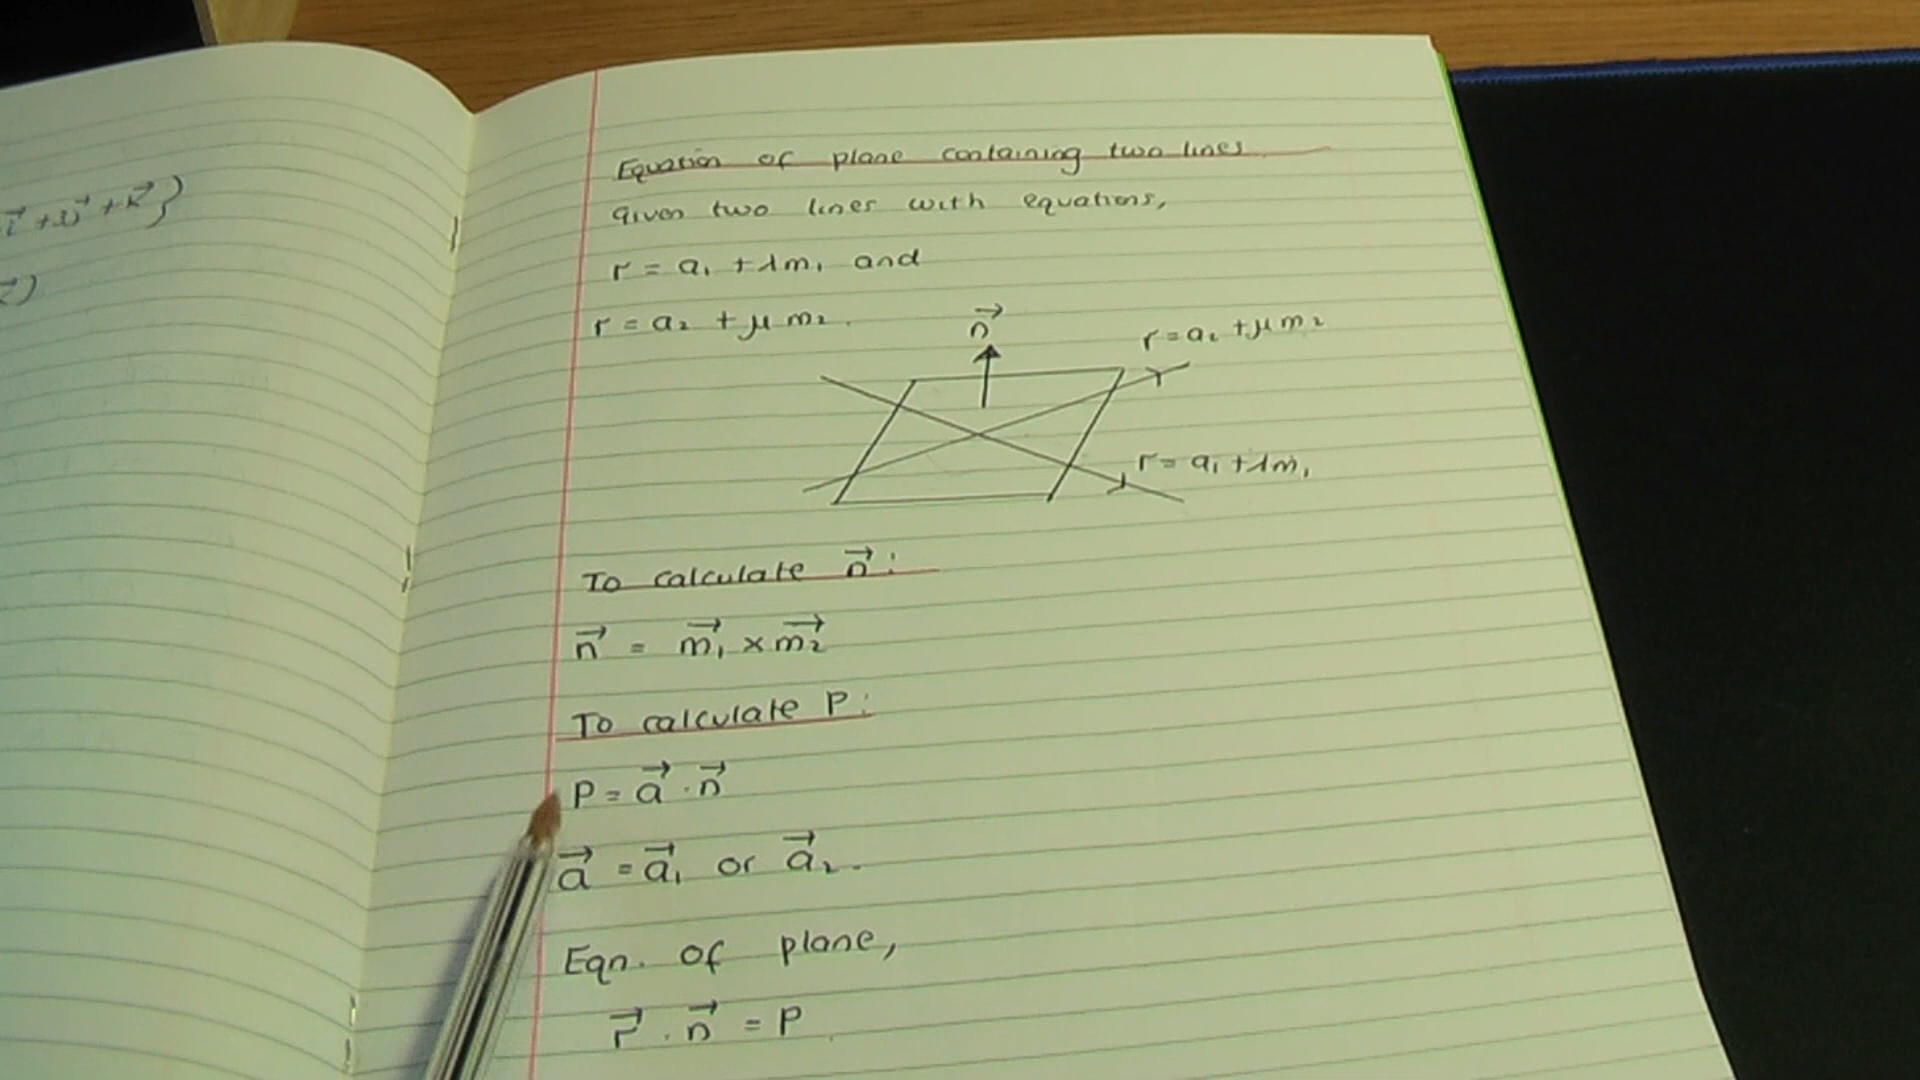 i⃗ + 3j⃗ + k⃗}
)
Equation of plane containing two lines
Given two lines with equations,
r = a₁ + λm₁ and
r = a₂ + μm₂.
n⃗
r = a₂ + μm₂
r = a₁ + λm₁
To calculate n⃗:
n⃗ = m⃗₁ × m⃗₂
To calculate P:
P = a⃗ . n⃗
a⃗ = a⃗₁ or a⃗₂.
Eqn. of plane,
r⃗ . n⃗ = P